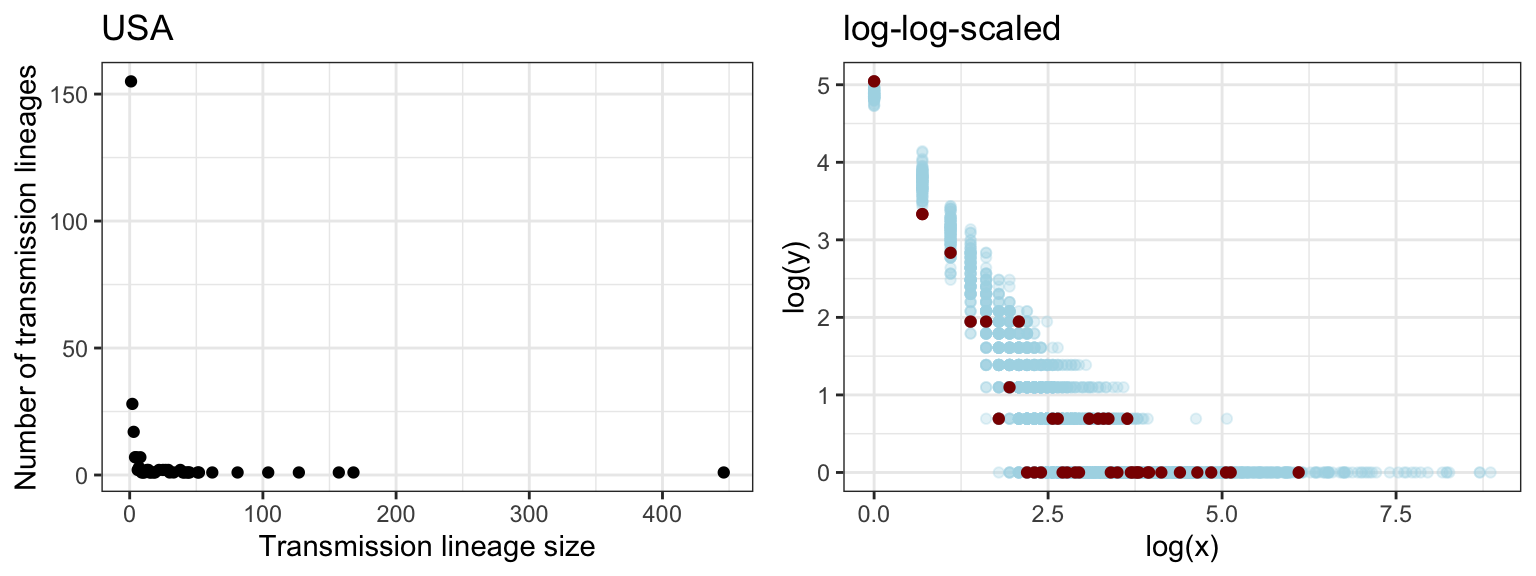 USA
Number of transmission lineages
150
100
50
0
0 100 200 300 400
Transmission lineage size
log-log-scaled
log(y)
5
4
3
2
1
0
0.0 2.5 5.0 7.5
log(x)